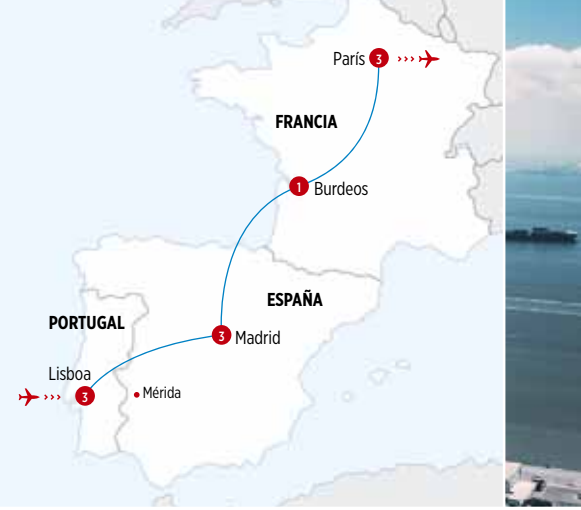 París 3
FRANCIA
1 Burdeos
ESPAÑA
PORTUGAL
3 Madrid
Lisboa
3
Mérida